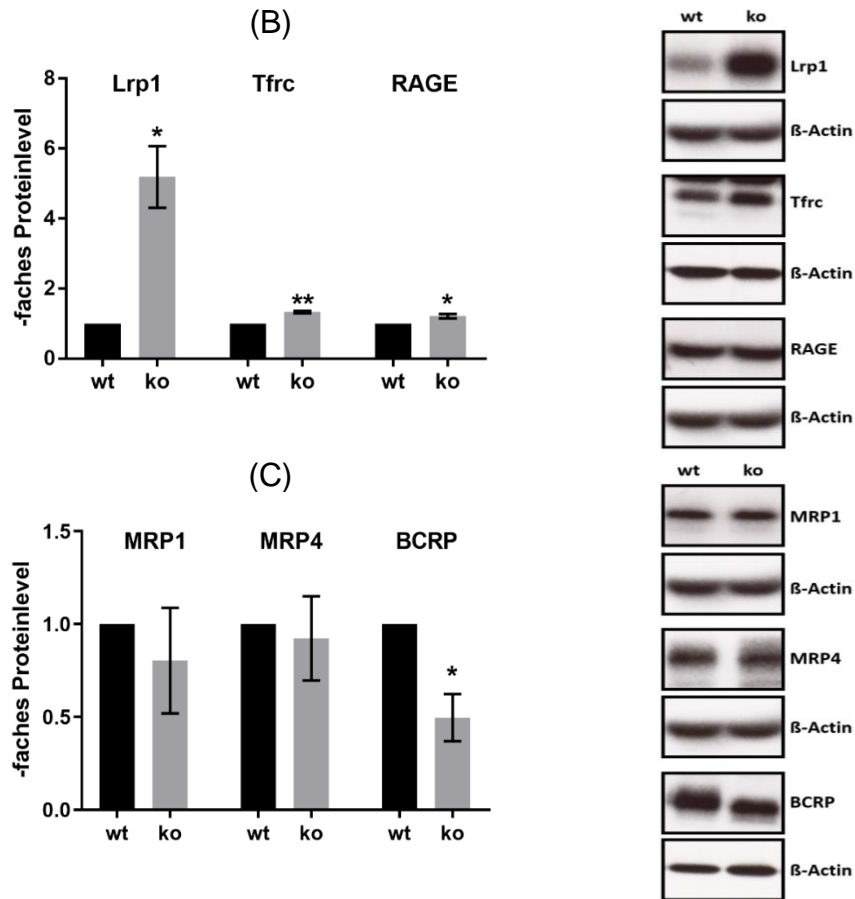 (B)
-faches Proteinlevel
8
6
4
2
0
Lrp1 Tfrc RAGE
*
**
*
wt ko wt ko wt ko
wt ko
Lrp1
ß-Actin
Tfrc
ß-Actin
RAGE
ß-Actin
(C)
-faches Proteinlevel
1.5
1.0
0.5
0.0
MRP1 MRP4 BCRP
*
wt ko wt ko wt ko
wt ko
MRP1
ß-Actin
MRP4
ß-Actin
BCRP
ß-Actin